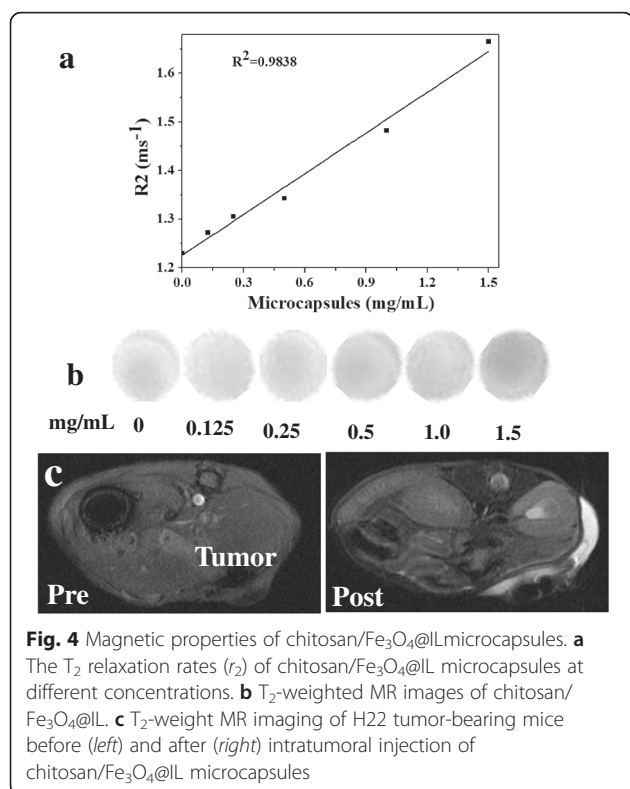 a
R²=0.9838
R2 (ms⁻¹)
1.6
1.5
1.4
1.3
1.2
0.0 0.3 0.6 0.9 1.2 1.5
Microcapsules (mg/mL)
b
mg/mL 0 0.125 0.25 0.5 1.0 1.5
c
Tumor
Pre
Post
Fig. 4 Magnetic properties of chitosan/Fe₃O₄@ILmicrocapsules. a
The T₂ relaxation rates (r₂) of chitosan/Fe₃O₄@IL microcapsules at
different concentrations. b T₂-weighted MR images of chitosan/
Fe₃O₄@IL. c T₂-weight MR imaging of H22 tumor-bearing mice
before (left) and after (right) intratumoral injection of
chitosan/Fe₃O₄@IL microcapsules